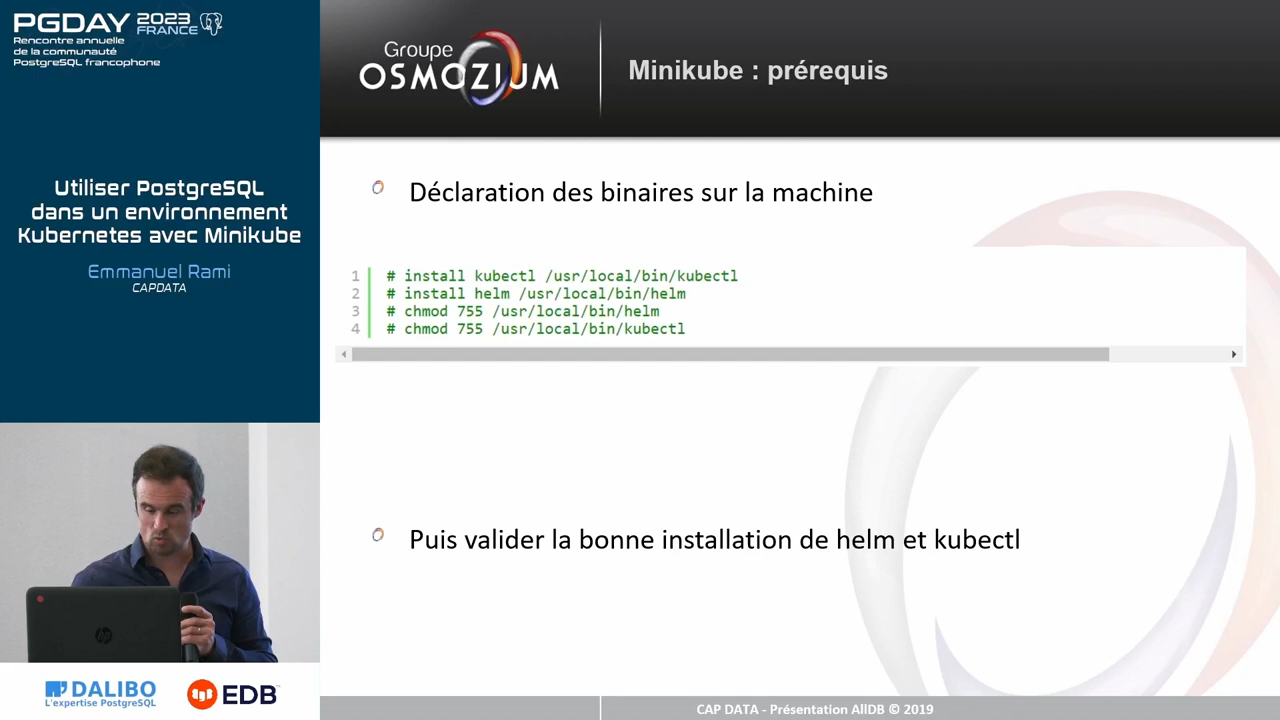 PGDAY 2023 FRANCE
Rencontre annuelle
de la communauté
PostgreSQL francophone
Utiliser PostgreSQL
dans un environnement
Kubernetes avec Minikube
Emmanuel Rami
CAPDATA
DALIBO
L'expertise PostgreSQL
EDB
Groupe
OSMOZIUM
Minikube : prérequis
Déclaration des binaires sur la machine
1 # install kubectl /usr/local/bin/kubectl
2 # install helm /usr/local/bin/helm
3 # chmod 755 /usr/local/bin/helm
4 # chmod 755 /usr/local/bin/kubectl
Puis valider la bonne installation de helm et kubectl
CAP DATA - Présentation AllDB © 2019